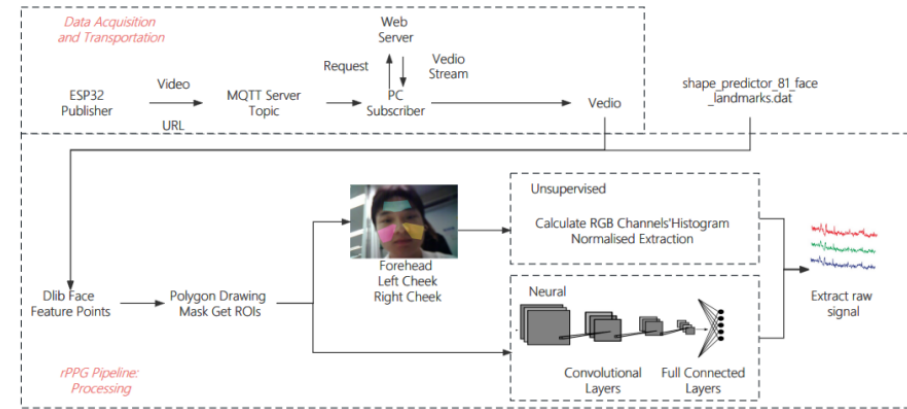 Data Acquisition
and Transportation
Web
Server
Request
Vedio
Stream
ESP32
Publisher
Video
URL
MQTT Server
Topic
PC
Subscriber
Vedio
shape_predictor_81_face
_landmarks.dat
Dlib Face
Feature Points
Polygon Drawing
Mask Get ROIs
Forehead
Left Cheek
Right Cheek
Unsupervised
Calculate RGB Channels'Histogram
Normalised Extraction
Neural
Convolutional
Layers
Full Connected
Layers
Extract raw
signal
rPPG Pipeline:
Processing